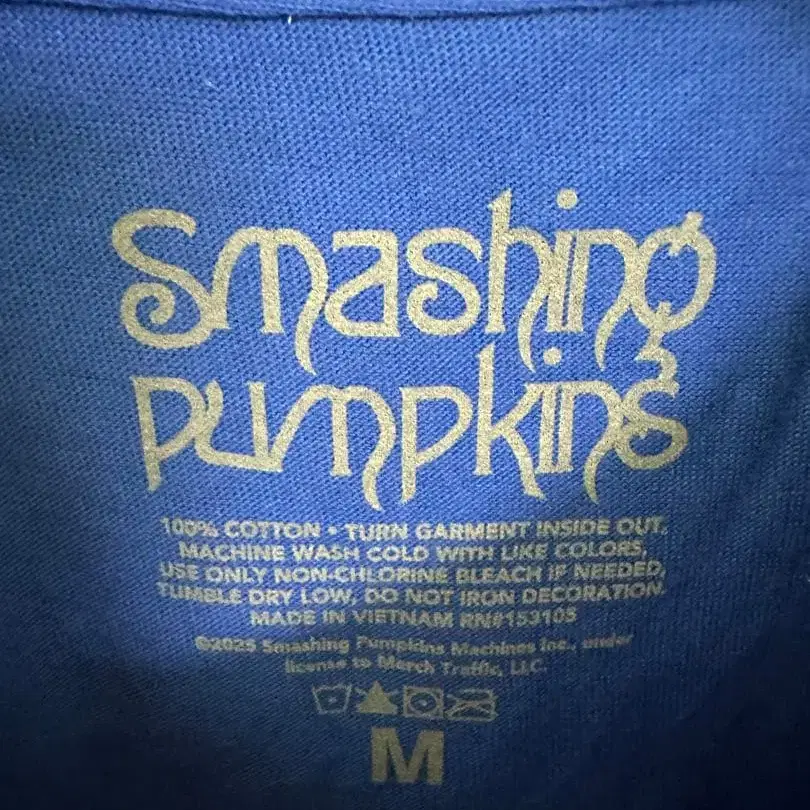 Smashing
pumpkins
100% COTTON • TURN GARMENT INSIDE OUT,
MACHINE WASH COLD WITH LIKE COLORS,
USE ONLY NON-CHLORINE BLEACH IF NEEDED,
TUMBLE DRY LOW, DO NOT IRON DECORATION.
MADE IN VIETNAM RN#153105
©2025 Smashing Pumpkins Machines Inc., under
license to Merch Traffic, LLC.
M